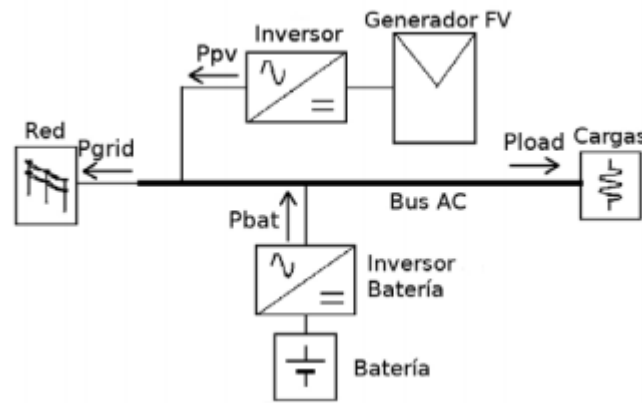 Generador FV
Inversor
Ppv
Red
Pgrid
Pload
Cargas
Bus AC
Pbat
Inversor
Batería
Batería